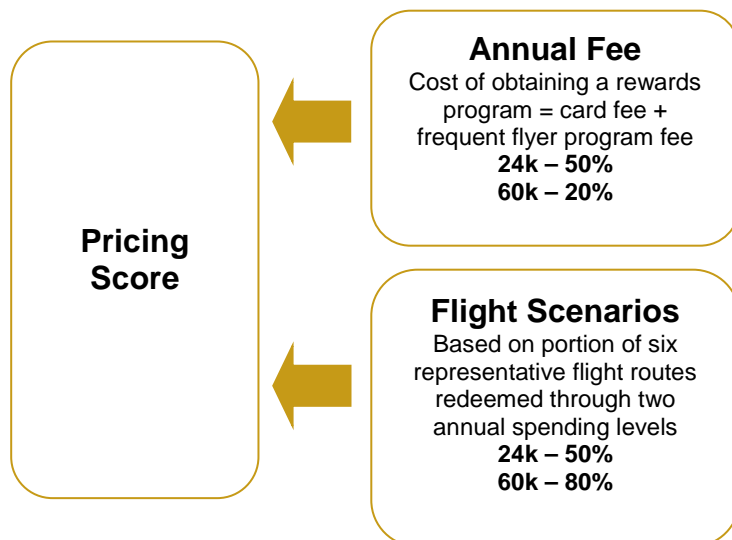 Pricing
Score
Annual Fee
Cost of obtaining a rewards
program = card fee +
frequent flyer program fee
24k – 50%
60k – 20%
Flight Scenarios
Based on portion of six
representative flight routes
redeemed through two
annual spending levels
24k – 50%
60k – 80%